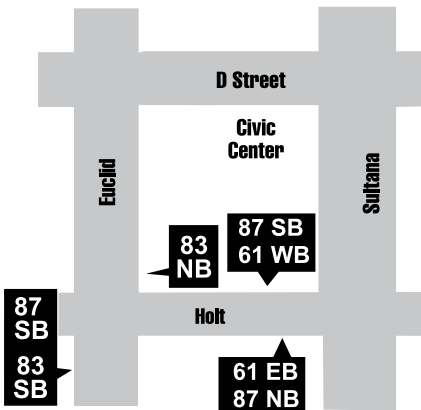 D Street
Civic
Center
Euclid
Sultana
83
NB
87 SB
61 WB
87
SB
83
SB
Holt
61 EB
87 NB